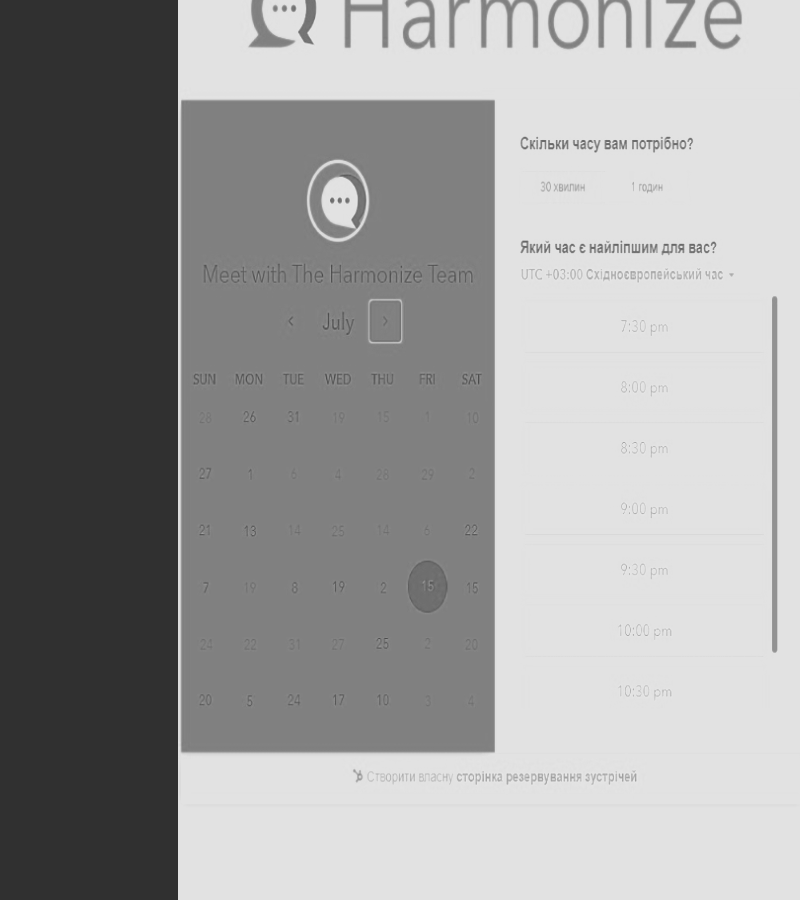 Harmonize
Meet with The Harmonize Team
July
SUN MON TUE WED THU FRI SAT
28 26 31 19 15 1 10
27 1 6 4 28 29 2
21 13 14 25 14 6 22
7 19 8 19 2 15 15
24 22 31 27 25 2 20
20 5 24 17 10 3 4
Скільки часу вам потрібно?
30 хвилин 1 годин
Який час є найліпшим для вас?
UTC +03:00 Східноєвропейський час
7:30 pm
8:00 pm
8:30 pm
9:00 pm
9:30 pm
10:00 pm
10:30 pm
Створити власну сторінка резервування зустрічей